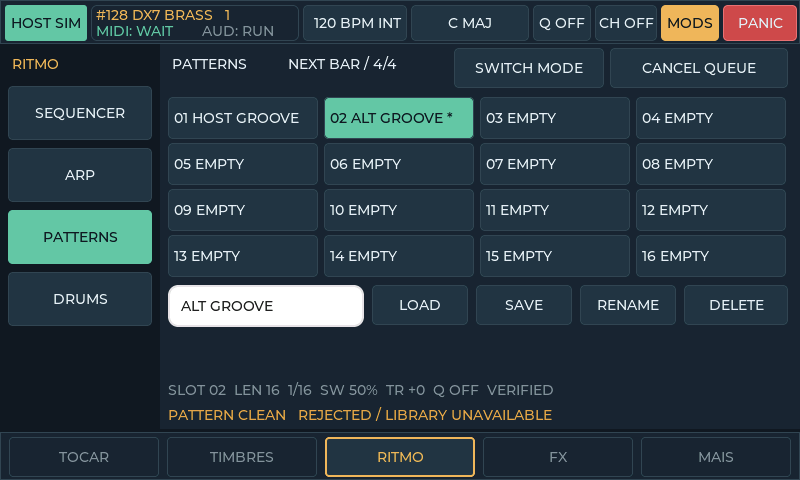 HOST SIM
#128 DX7 BRASS 1
MIDI: WAIT AUD: RUN
120 BPM INT
C MAJ
Q OFF
CH OFF
MODS
PANIC
RITMO
PATTERNS NEXT BAR / 4/4
SWITCH MODE
CANCEL QUEUE
SEQUENCER
ARP
PATTERNS
DRUMS
01 HOST GROOVE
02 ALT GROOVE *
03 EMPTY
04 EMPTY
05 EMPTY
06 EMPTY
07 EMPTY
08 EMPTY
09 EMPTY
10 EMPTY
11 EMPTY
12 EMPTY
13 EMPTY
14 EMPTY
15 EMPTY
16 EMPTY
ALT GROOVE
LOAD
SAVE
RENAME
DELETE
SLOT 02 LEN 16 1/16 SW 50% TR +0 Q OFF VERIFIED
PATTERN CLEAN REJECTED / LIBRARY UNAVAILABLE
TOCAR
TIMBRES
RITMO
FX
MAIS